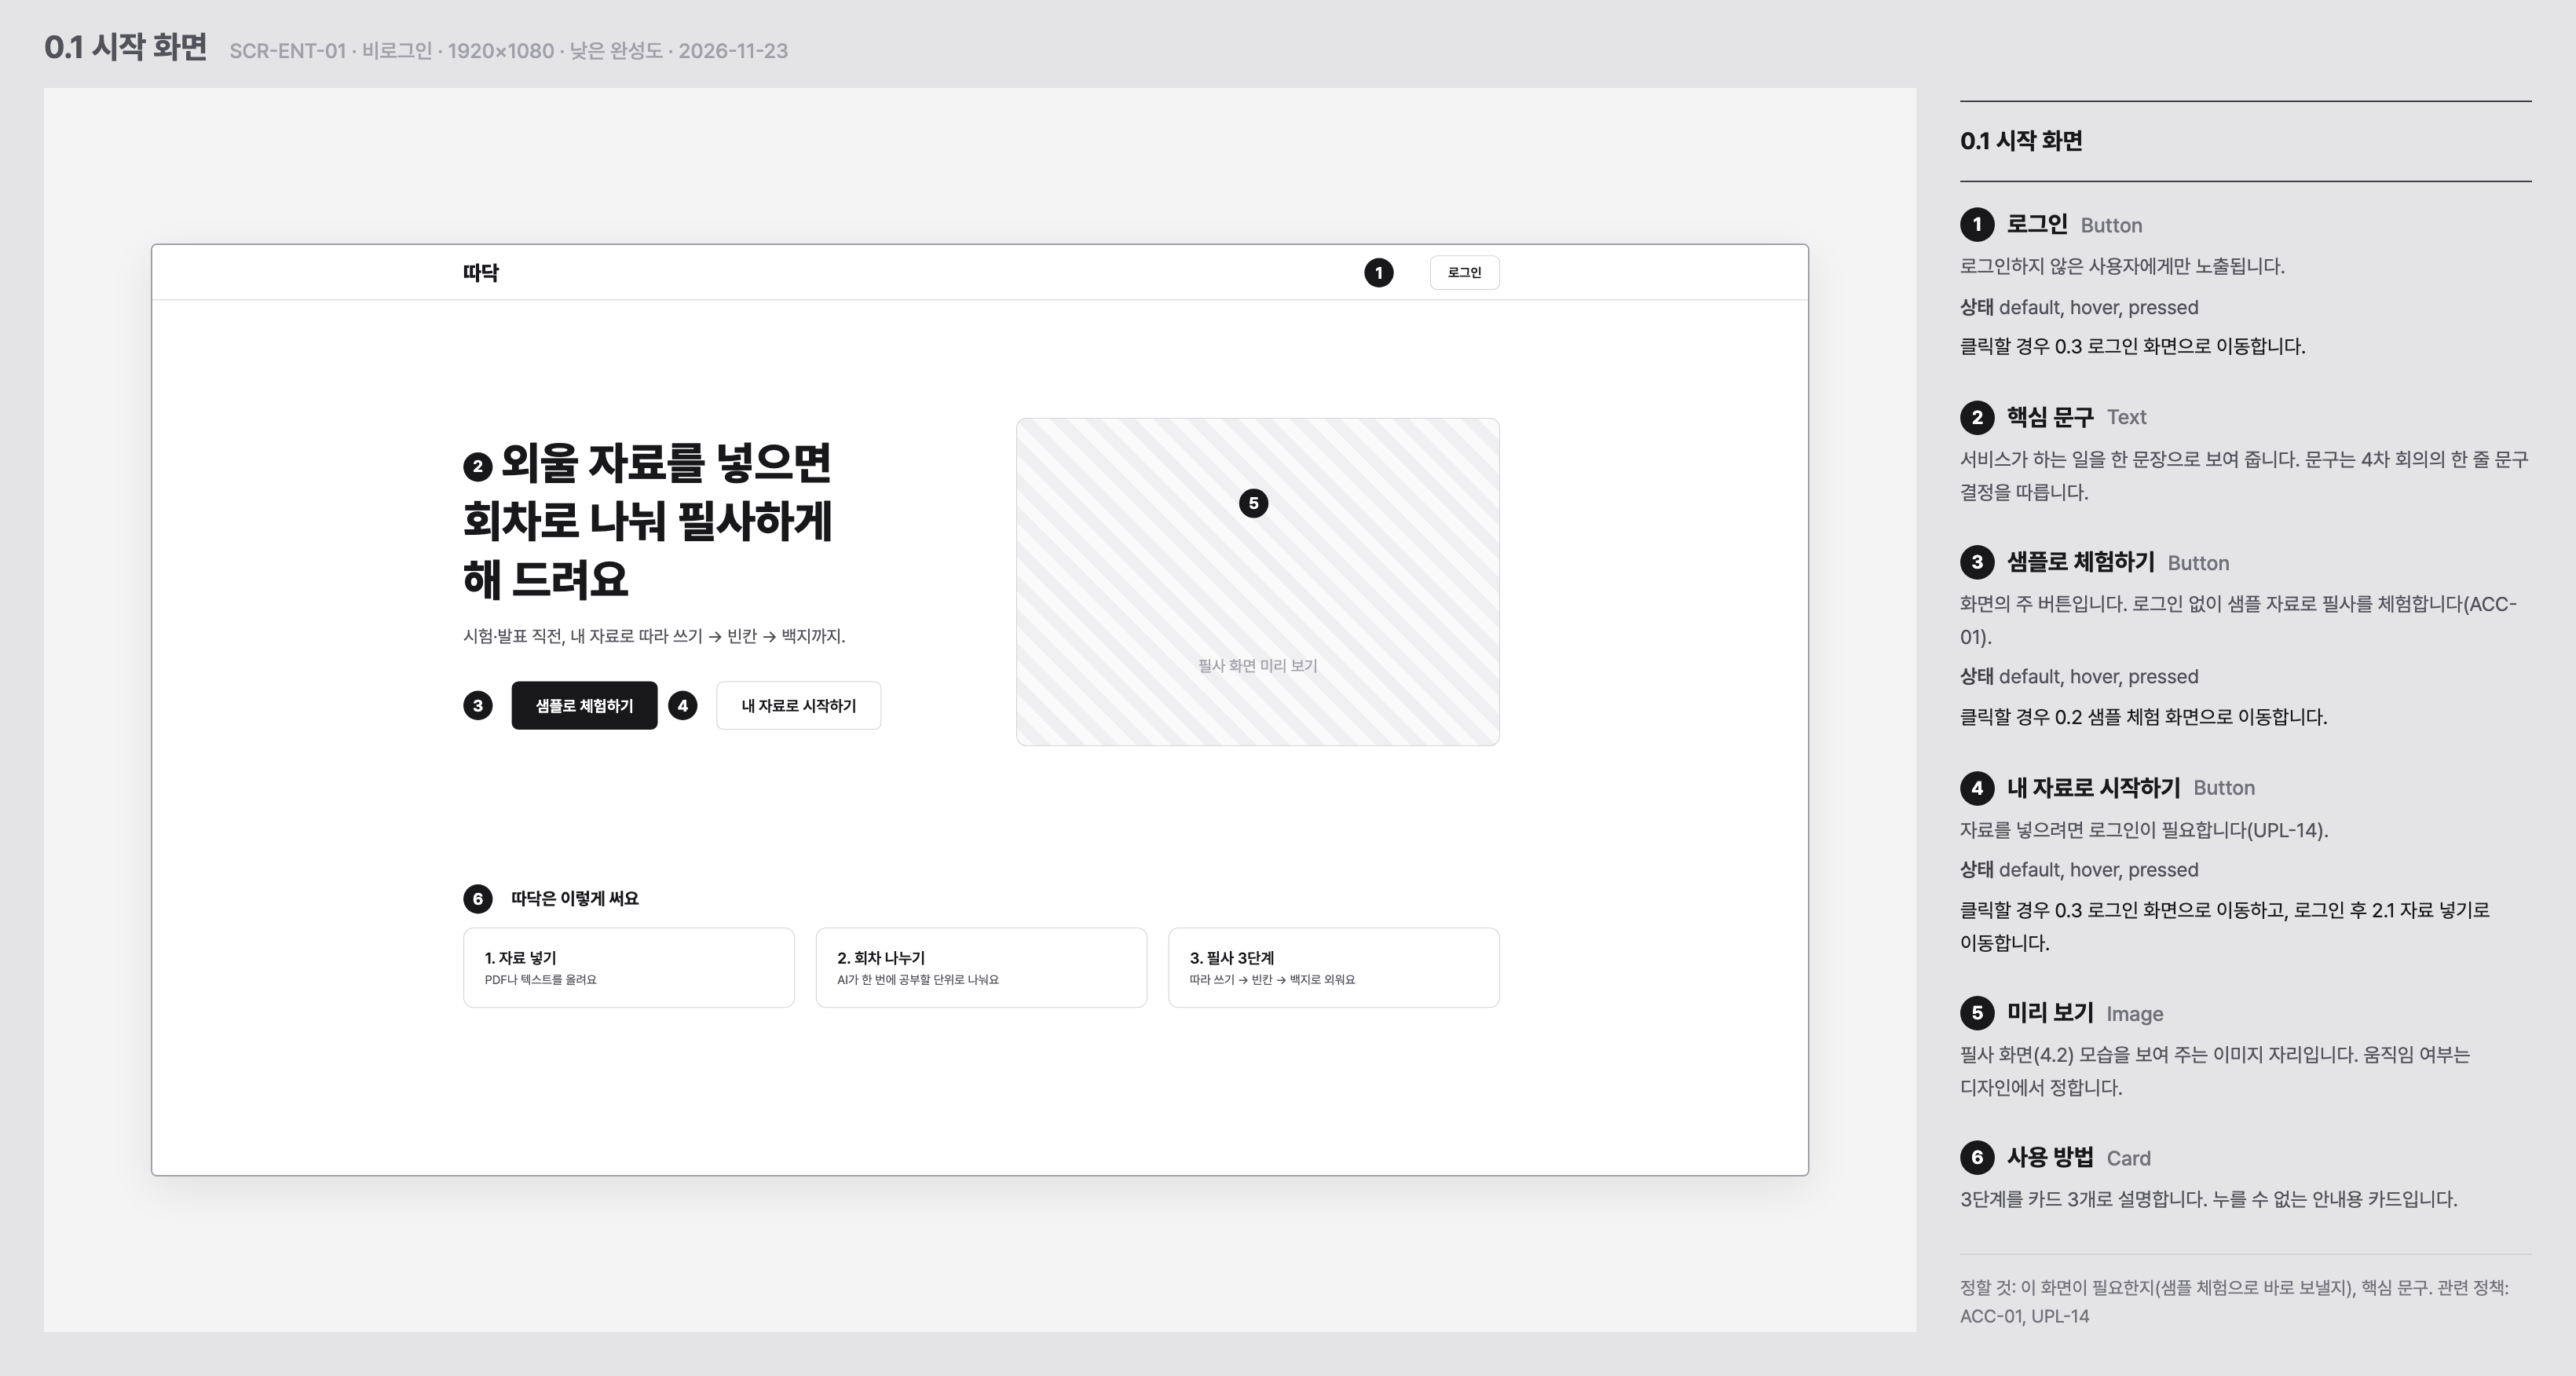 0.1 시작 화면 SCR-ENT-01 · 비로그인 · 1920×1080 · 낮은 완성도 · 2026-11-23
따닥
1 로그인
2 외울 자료를 넣으면
회차로 나눠 필사하게
해 드려요
시험·발표 직전, 내 자료로 따라 쓰기 → 빈칸 → 백지까지.
3 샘플로 체험하기 4 내 자료로 시작하기
5
필사 화면 미리 보기
6 따닥은 이렇게 써요
1. 자료 넣기
PDF나 텍스트를 올려요
2. 회차 나누기
AI가 한 번에 공부할 단위로 나눠요
3. 필사 3단계
따라 쓰기 → 빈칸 → 백지로 외워요
0.1 시작 화면
1 로그인 Button
로그인하지 않은 사용자에게만 노출됩니다.
상태 default, hover, pressed
클릭할 경우 0.3 로그인 화면으로 이동합니다.
2 핵심 문구 Text
서비스가 하는 일을 한 문장으로 보여 줍니다. 문구는 4차 회의의 한 줄 문구
결정을 따릅니다.
3 샘플로 체험하기 Button
화면의 주 버튼입니다. 로그인 없이 샘플 자료로 필사를 체험합니다(ACC-
01).
상태 default, hover, pressed
클릭할 경우 0.2 샘플 체험 화면으로 이동합니다.
4 내 자료로 시작하기 Button
자료를 넣으려면 로그인이 필요합니다(UPL-14).
상태 default, hover, pressed
클릭할 경우 0.3 로그인 화면으로 이동하고, 로그인 후 2.1 자료 넣기로
이동합니다.
5 미리 보기 Image
필사 화면(4.2) 모습을 보여 주는 이미지 자리입니다. 움직임 여부는
디자인에서 정합니다.
6 사용 방법 Card
3단계를 카드 3개로 설명합니다. 누를 수 없는 안내용 카드입니다.
정할 것: 이 화면이 필요한지(샘플 체험으로 바로 보낼지), 핵심 문구. 관련 정책:
ACC-01, UPL-14